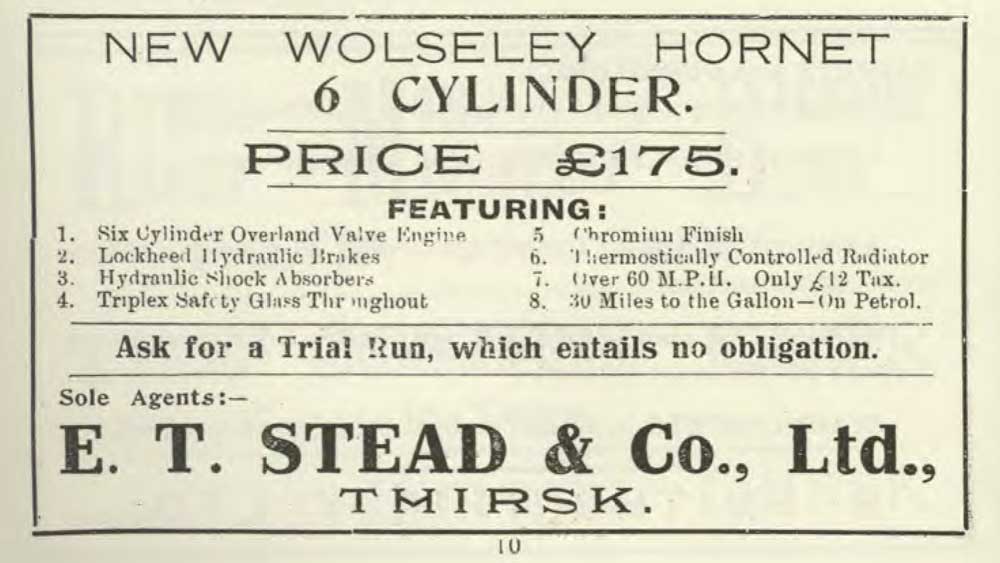 NEW WOLSELEY HORNET
6 CYLINDER.
PRICE £175.
FEATURING:
1. Six Cylinder Overland Valve Engine
2. Lockheed Hydraulic Brakes
3. Hydraulic Shock Absorbers
4. Triplex Safety Glass Throughout
5 Chromium Finish
6. Thermostically Controlled Radiator
7. Over 60 M.P.H. Only £12 Tax.
8. 30 Miles to the Gallon—On Petrol.
Ask for a Trial Run, which entails no obligation.
Sole Agents:—
E. T. STEAD & Co., Ltd.,
THIRSK.
10